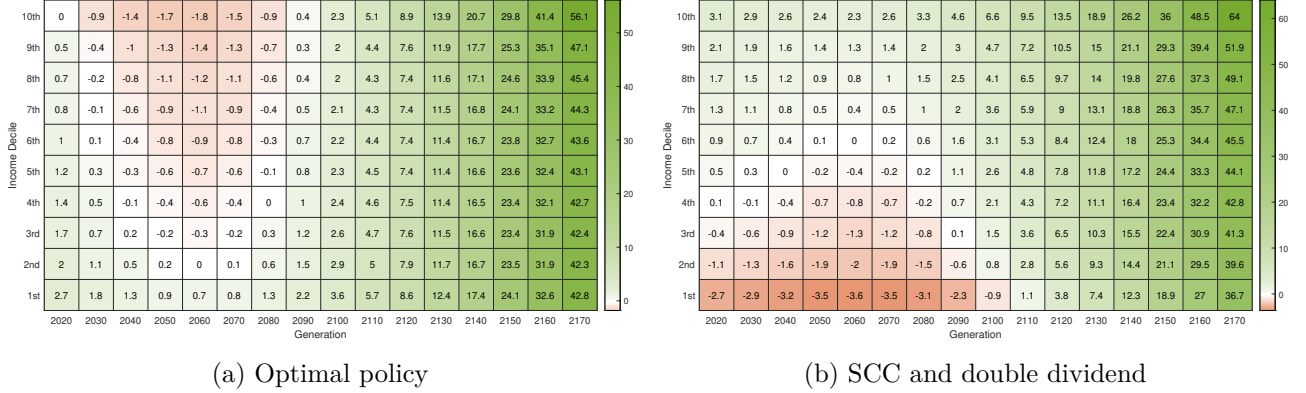 10th 0 -0.9 -1.4 -1.7 -1.8 -1.5 -0.9 0.4 2.3 5.1 8.9 13.9 20.7 29.8 41.4 56.1
9th 0.5 -0.4 -1 -1.3 -1.4 -1.3 -0.7 0.3 2 4.4 7.6 11.9 17.7 25.3 35.1 47.1
8th 0.7 -0.2 -0.8 -1.1 -1.2 -1.1 -0.6 0.4 2 4.3 7.4 11.6 17.1 24.6 33.9 45.4
7th 0.8 -0.1 -0.6 -0.9 -1.1 -0.9 -0.4 0.5 2.1 4.3 7.4 11.5 16.8 24.1 33.2 44.3
6th 1 0.1 -0.4 -0.8 -0.9 -0.8 -0.3 0.7 2.2 4.4 7.4 11.4 16.7 23.8 32.7 43.6
5th 1.2 0.3 -0.3 -0.6 -0.7 -0.6 -0.1 0.8 2.3 4.5 7.4 11.4 16.6 23.6 32.4 43.1
4th 1.4 0.5 -0.1 -0.4 -0.6 -0.4 0 1 2.4 4.6 7.5 11.4 16.5 23.4 32.1 42.7
3rd 1.7 0.7 0.2 -0.2 -0.3 -0.2 0.3 1.2 2.6 4.7 7.6 11.5 16.6 23.4 31.9 42.4
2nd 2 1.1 0.5 0.2 0 0.1 0.6 1.5 2.9 5 7.9 11.7 16.7 23.5 31.9 42.3
1st 2.7 1.8 1.3 0.9 0.7 0.8 1.3 2.2 3.6 5.7 8.6 12.4 17.4 24.1 32.6 42.8
2020 2030 2040 2050 2060 2070 2080 2090 2100 2110 2120 2130 2140 2150 2160 2170
Generation
Income Decile
50
40
30
20
10
0
(a) Optimal policy
10th 3.1 2.9 2.6 2.4 2.3 2.6 3.3 4.6 6.6 9.5 13.5 18.9 26.2 36 48.5 64
9th 2.1 1.9 1.6 1.4 1.3 1.4 2 3 4.7 7.2 10.5 15 21.1 29.3 39.4 51.9
8th 1.7 1.5 1.2 0.9 0.8 1 1.5 2.5 4.1 6.5 9.7 14 19.8 27.6 37.3 49.1
7th 1.3 1.1 0.8 0.5 0.4 0.5 1 2 3.6 5.9 9 13.1 18.8 26.3 35.7 47.1
6th 0.9 0.7 0.4 0.1 0 0.2 0.6 1.6 3.1 5.3 8.4 12.4 18 25.3 34.4 45.5
5th 0.5 0.3 0 -0.2 -0.4 -0.2 0.2 1.1 2.6 4.8 7.8 11.8 17.2 24.4 33.3 44.1
4th 0.1 -0.1 -0.4 -0.7 -0.8 -0.7 -0.2 0.7 2.1 4.3 7.2 11.1 16.4 23.4 32.2 42.8
3rd -0.4 -0.6 -0.9 -1.2 -1.3 -1.2 -0.8 0.1 1.5 3.6 6.5 10.3 15.5 22.4 30.9 41.3
2nd -1.1 -1.3 -1.6 -1.9 -2 -1.9 -1.5 -0.6 0.8 2.8 5.6 9.3 14.4 21.1 29.5 39.6
1st -2.7 -2.9 -3.2 -3.5 -3.6 -3.5 -3.1 -2.3 -0.9 1.1 3.8 7.4 12.3 18.9 27 36.7
2020 2030 2040 2050 2060 2070 2080 2090 2100 2110 2120 2130 2140 2150 2160 2170
Generation
Income Decile
60
50
40
30
20
10
0
(b) SCC and double dividend